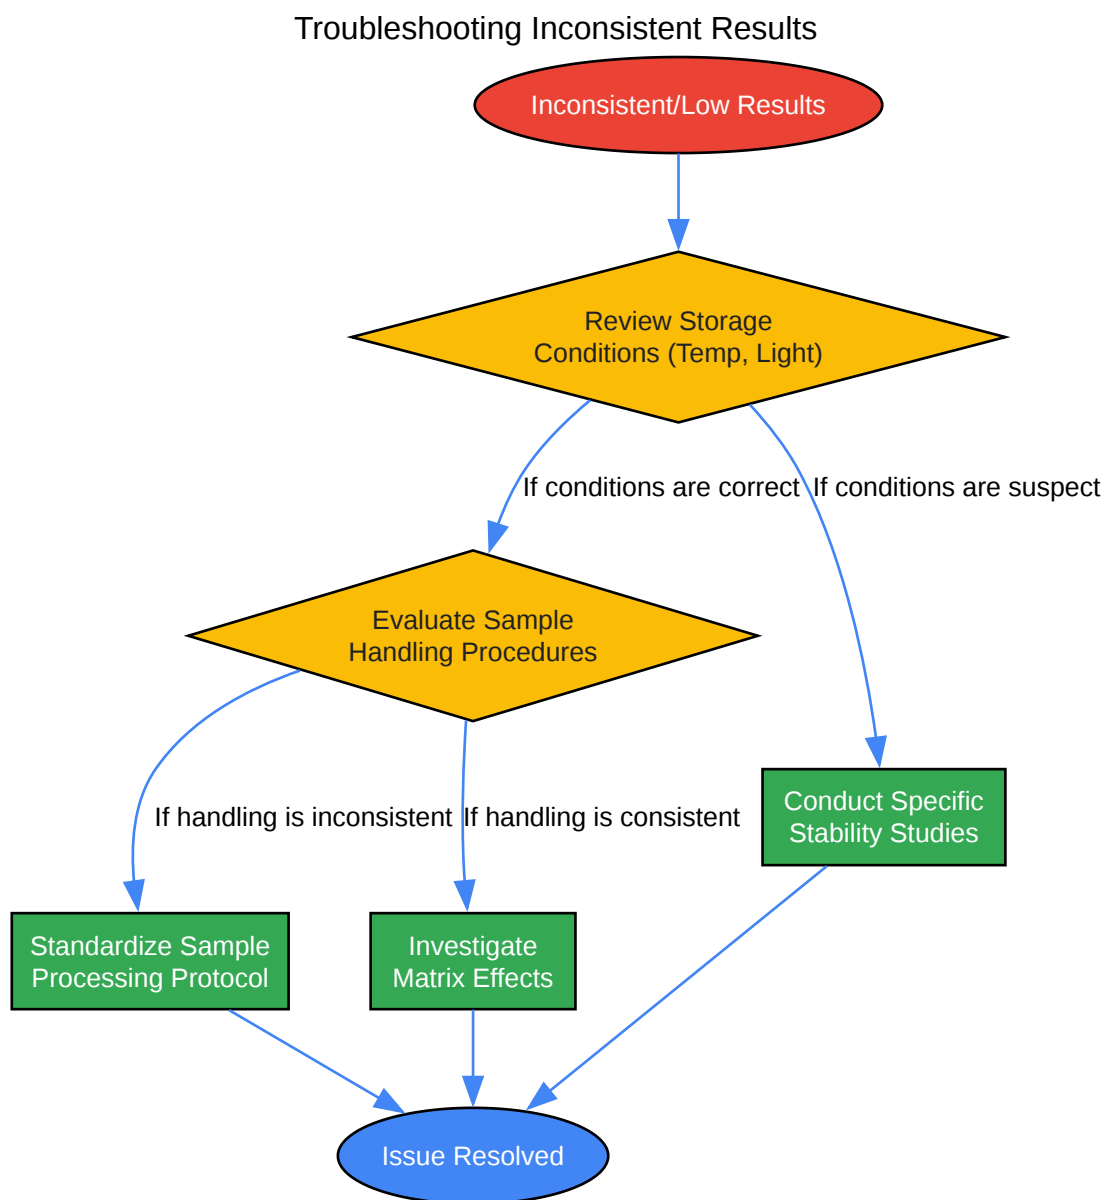 Troubleshooting Inconsistent Results
Inconsistent/Low Results
Review Storage
Conditions (Temp, Light)
If conditions are correct
If conditions are suspect
Evaluate Sample
Handling Procedures
If handling is inconsistent
If handling is consistent
Conduct Specific
Stability Studies
Standardize Sample
Processing Protocol
Investigate
Matrix Effects
Issue Resolved